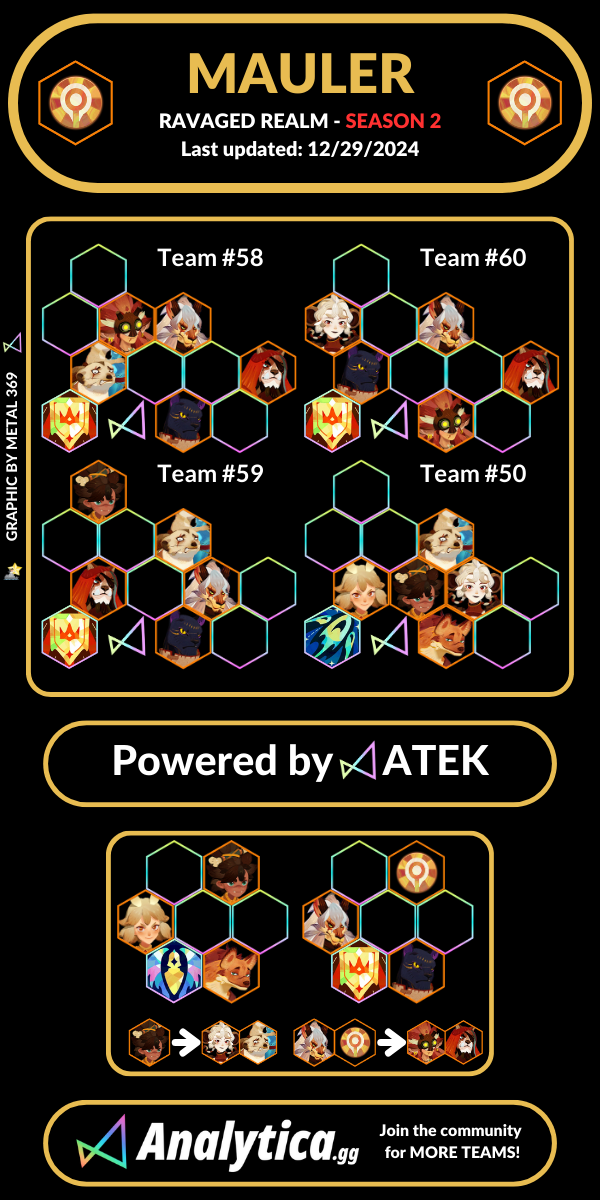 MAULER
RAVAGED REALM - SEASON 2
Last updated: 12/29/2024
Team #58
Team #60
Team #59
Team #50
GRAPHIC BY METAL 369
Powered by ATEK
Analytica.gg
Join the community
for MORE TEAMS!